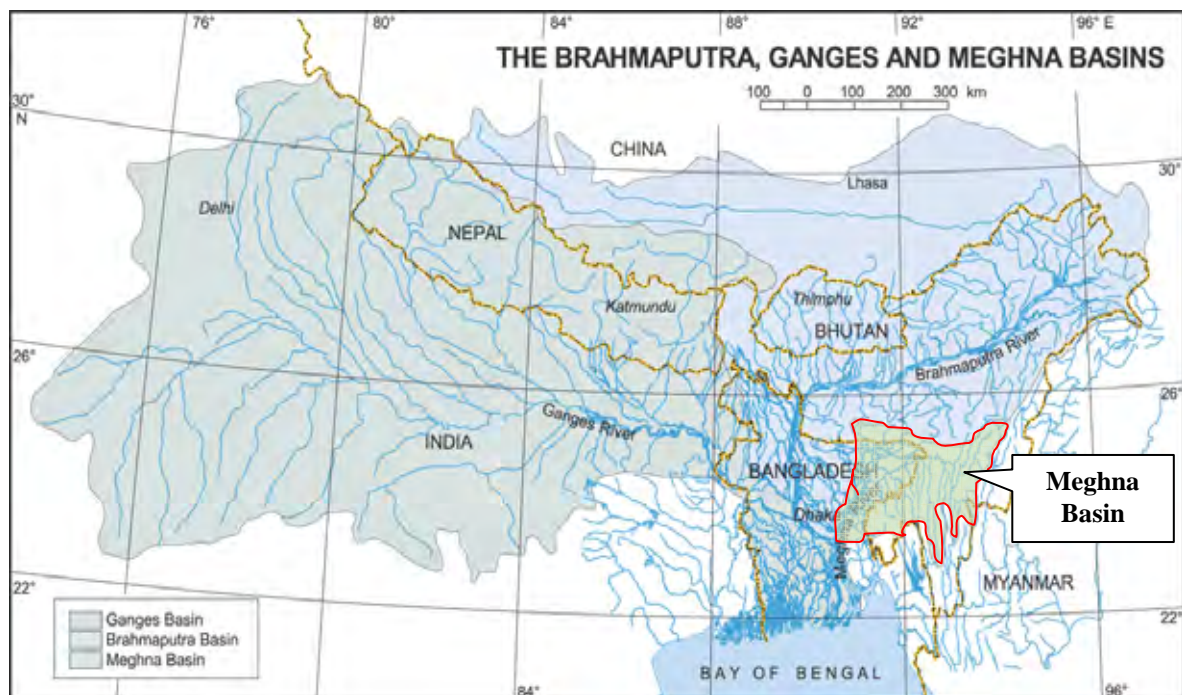 76°
80°
84°
88°
92°
96° E
THE BRAHMAPUTRA, GANGES AND MEGHNA BASINS
100 0 100 200 300 km
30°
N
CHINA
30°
Lhasa
Delhi
NEPAL
Katmundu
Thimphu
BHUTAN
Brahmaputra River
26°
26°
Ganges River
INDIA
BANGLADESH
Dhaka
Meghna
Meghna
Basin
MYANMAR
22°
22°
Ganges Basin
Brahmaputra Basin
Meghna Basin
BAY OF BENGAL
84°
96°